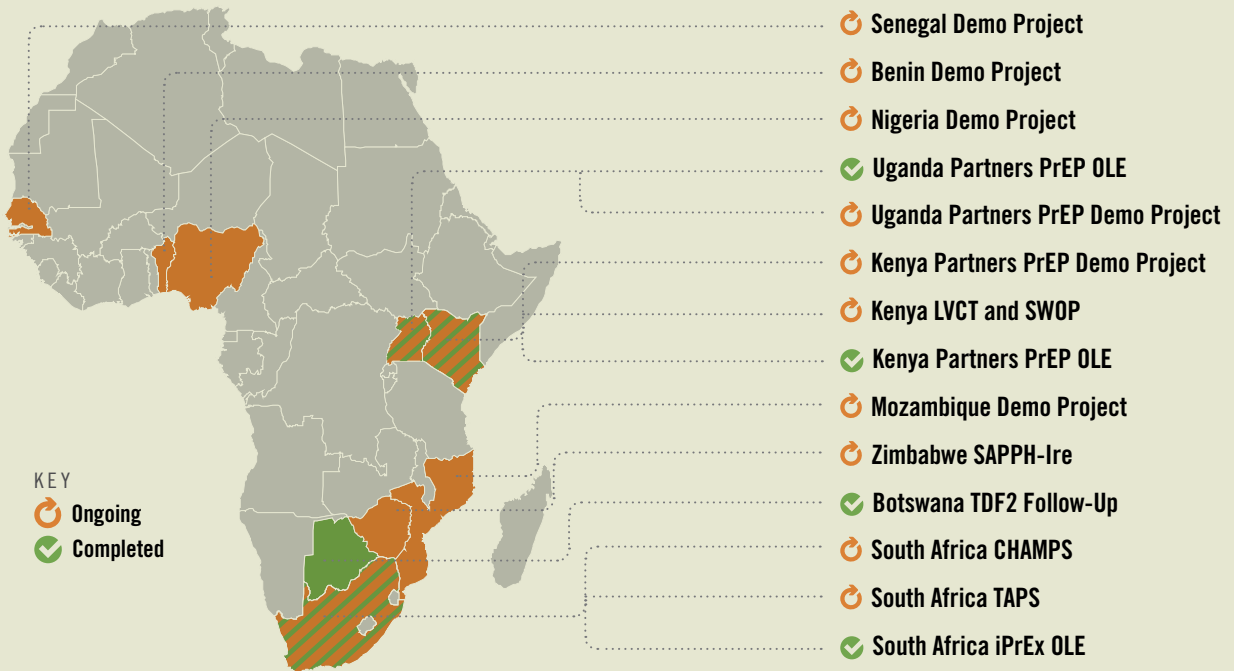 Senegal Demo Project
Benin Demo Project
Nigeria Demo Project
Uganda Partners PrEP OLE
Uganda Partners PrEP Demo Project
Kenya Partners PrEP Demo Project
Kenya LVCT and SWOP
Kenya Partners PrEP OLE
Mozambique Demo Project
Zimbabwe SAPPH-Ire
Botswana TDF2 Follow-Up
South Africa CHAMPS
South Africa TAPS
South Africa iPrEx OLE
KEY
Ongoing
Completed